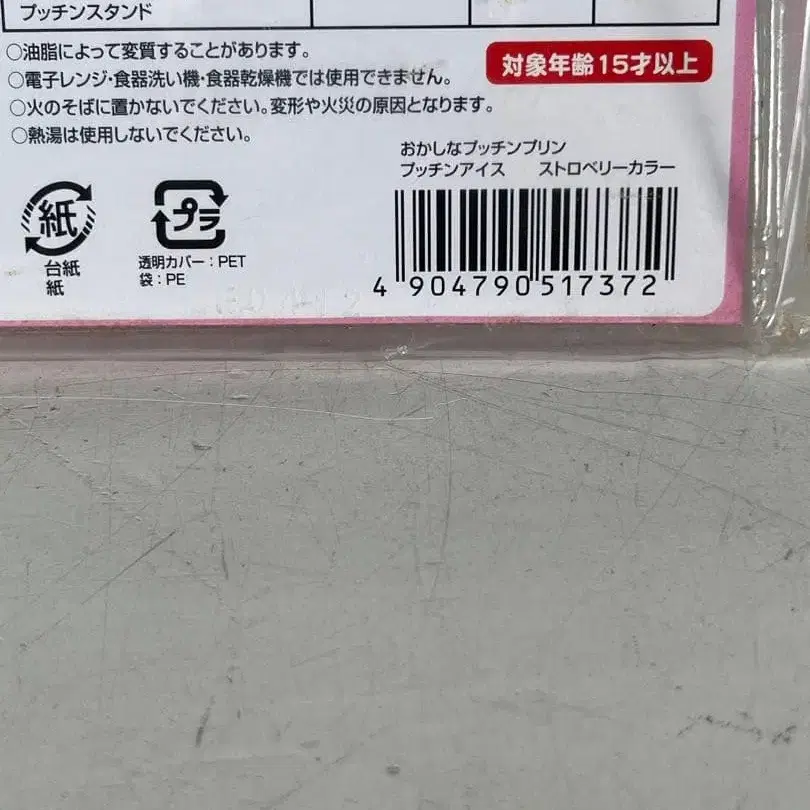 プッチンスタンド
○油脂によって変質することがあります。
○電子レンジ・食器洗い機・食器乾燥機では使用できません。
○火のそばに置かないでください。変形や火災の原因となります。
○熱湯は使用しないでください。
対象年齢15才以上
おかしなプッチンプリン
プッチンアイス ストロベリーカラー
紙
台紙
紙
プラ
透明カバー:PET
袋:PE
4 904790 517372